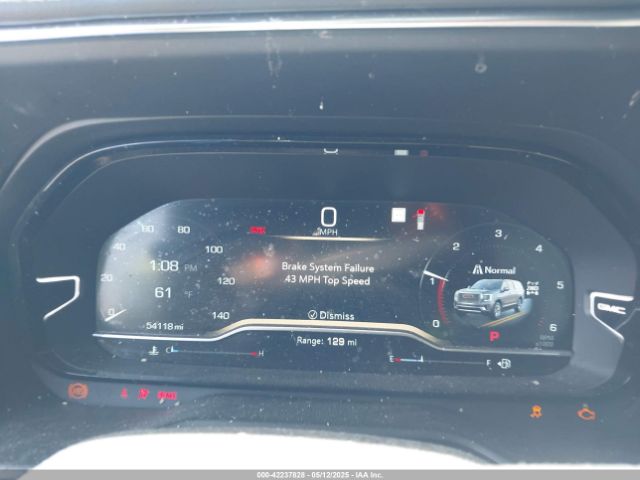 0
MPH
60 80
40 100
20 120
0 140
1:08 PM
61 °F
54118 mi
Brake System Failure
43 MPH Top Speed
Dismiss
Range: 129 mi
C H
E F
Normal
0 1 2 3 4 5 6
RPM
x1000
P
GMC
000-42237828 - 05/12/2025 - IAA Inc.